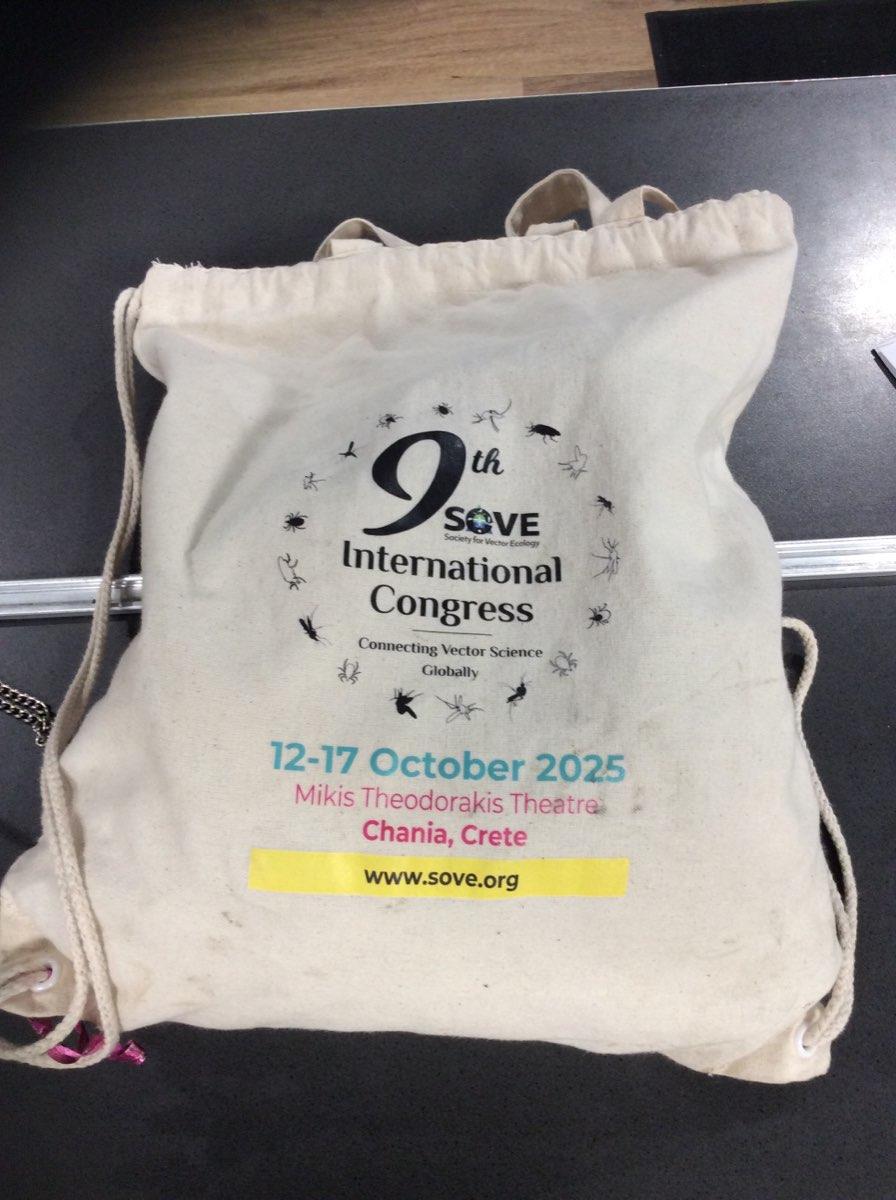 9th
SOVE
Society for Vector Ecology
International
Congress
Connecting Vector Science
Globally
12-17 October 2025
Mikis Theodorakis Theatre
Chania, Crete
www.sove.org